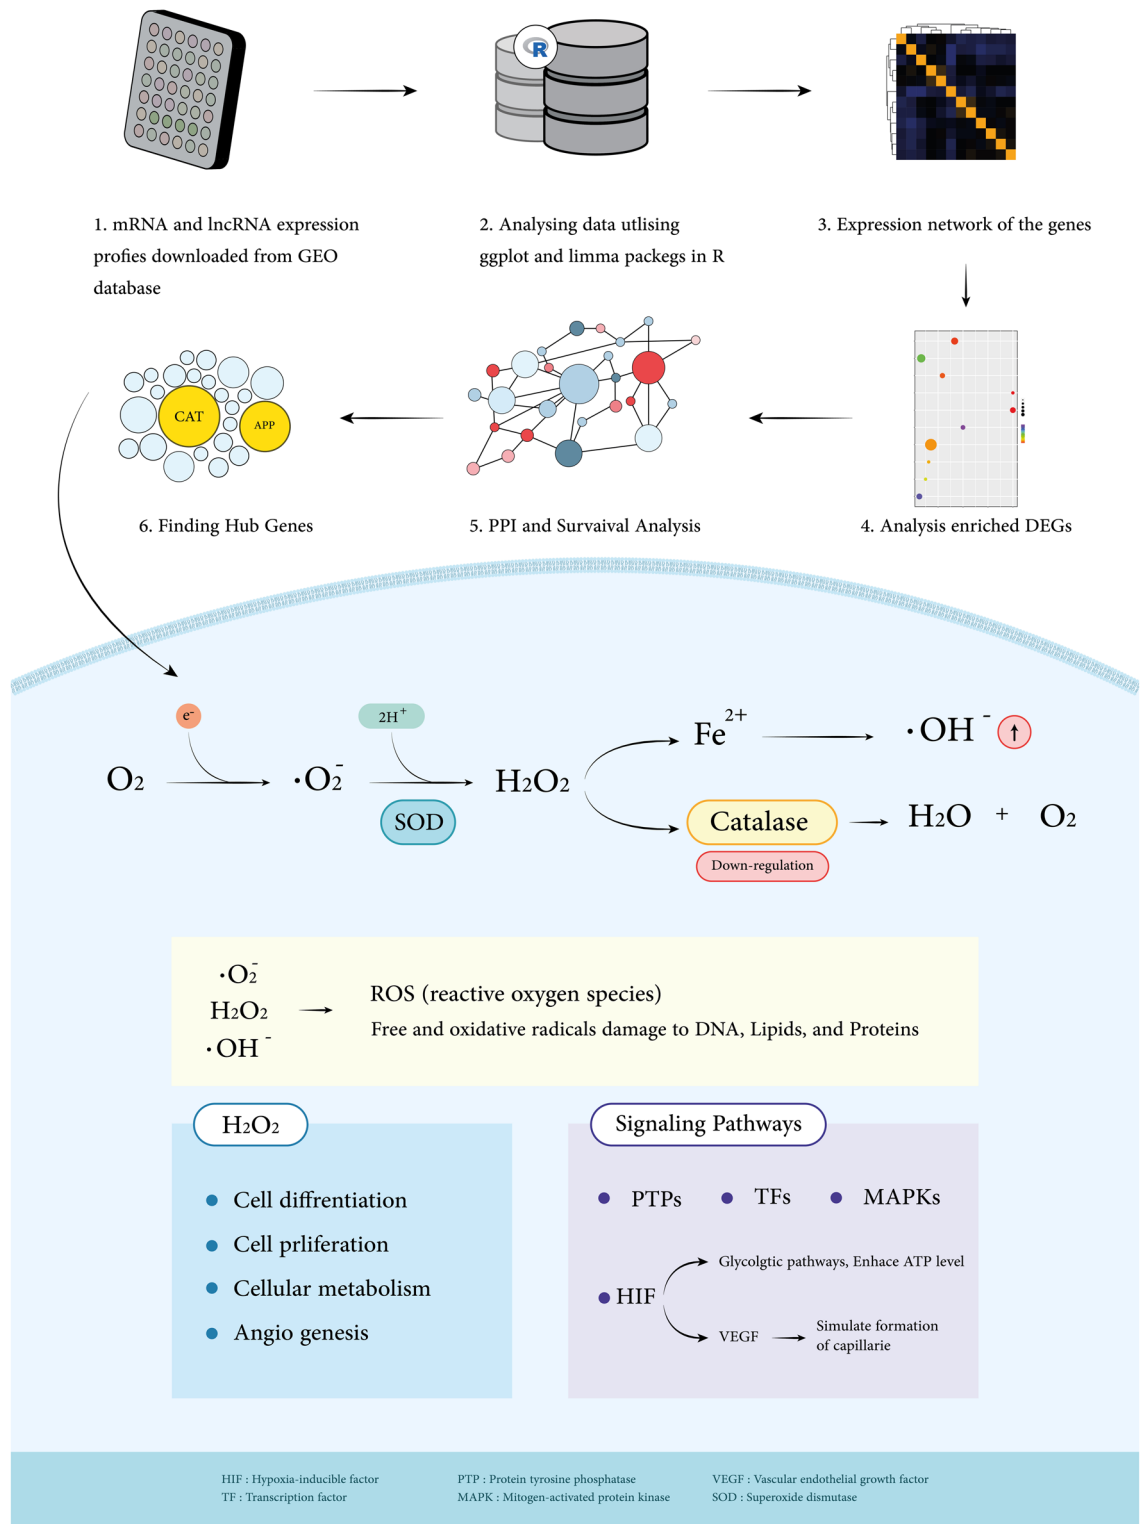 R
1. mRNA and lncRNA expression
profies downloaded from GEO
database
2. Analysing data utlising
ggplot and limma packegs in R
3. Expression network of the genes
CAT
APP
6. Finding Hub Genes
5. PPI and Survaival Analysis
4. Analysis enriched DEGs
e-
2H+
O2
·O2-
SOD
H2O2
Fe2+
·OH-
Catalase
Down-regulation
H2O + O2
·O2-
H2O2
·OH-
ROS (reactive oxygen species)
Free and oxidative radicals damage to DNA, Lipids, and Proteins
H2O2
Cell diffrentiation
Cell prliferation
Cellular metabolism
Angio genesis
Signaling Pathways
PTPs
TFs
MAPKs
HIF
Glycolgtic pathways, Enhace ATP level
VEGF
Simulate formation
of capillarie
HIF : Hypoxia-inducible factor
TF : Transcription factor
PTP : Protein tyrosine phosphatase
MAPK : Mitogen-activated protein kinase
VEGF : Vascular endothelial growth factor
SOD : Superoxide dismutase